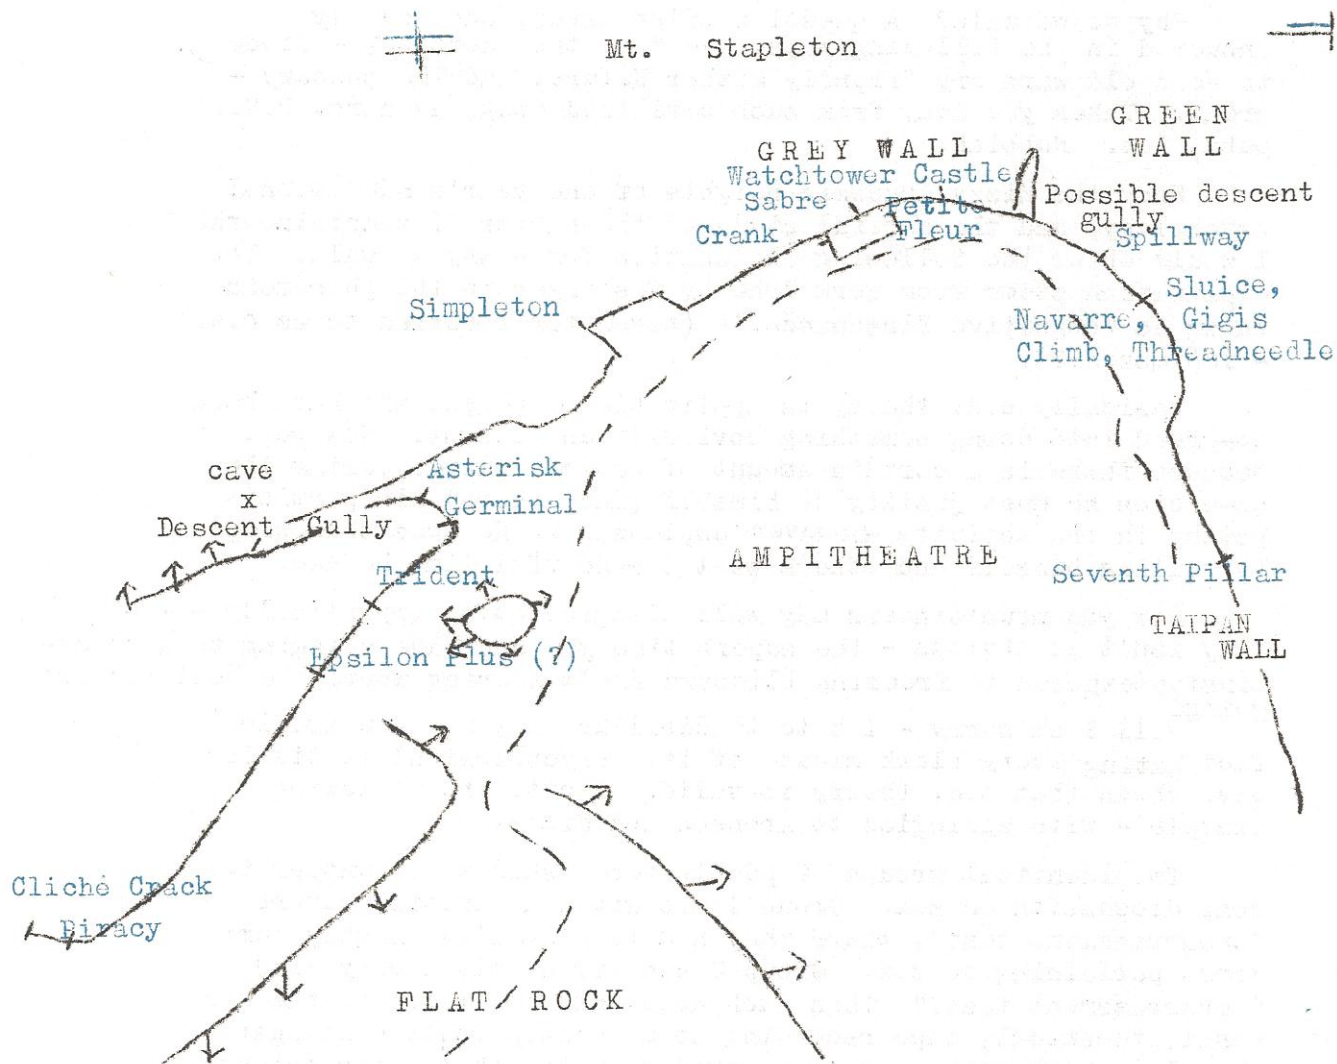 Mt. Stapleton
GREEN
WALL
GREY WALL
Watchtower Castle
Sabre
Petite
Fleur
Crank
Possible descent
gully
Spillway
Simpleton
Sluice,
Navarre, Gigis
Climb, Threadneedle
cave
x
Descent Gully
Asterisk
Germinal
AMPITHEATRE
Trident
Seventh Pillar
TAIPAN
WALL
Epsilon Plus (?)
Cliché Crack
Piracy
FLAT ROCK